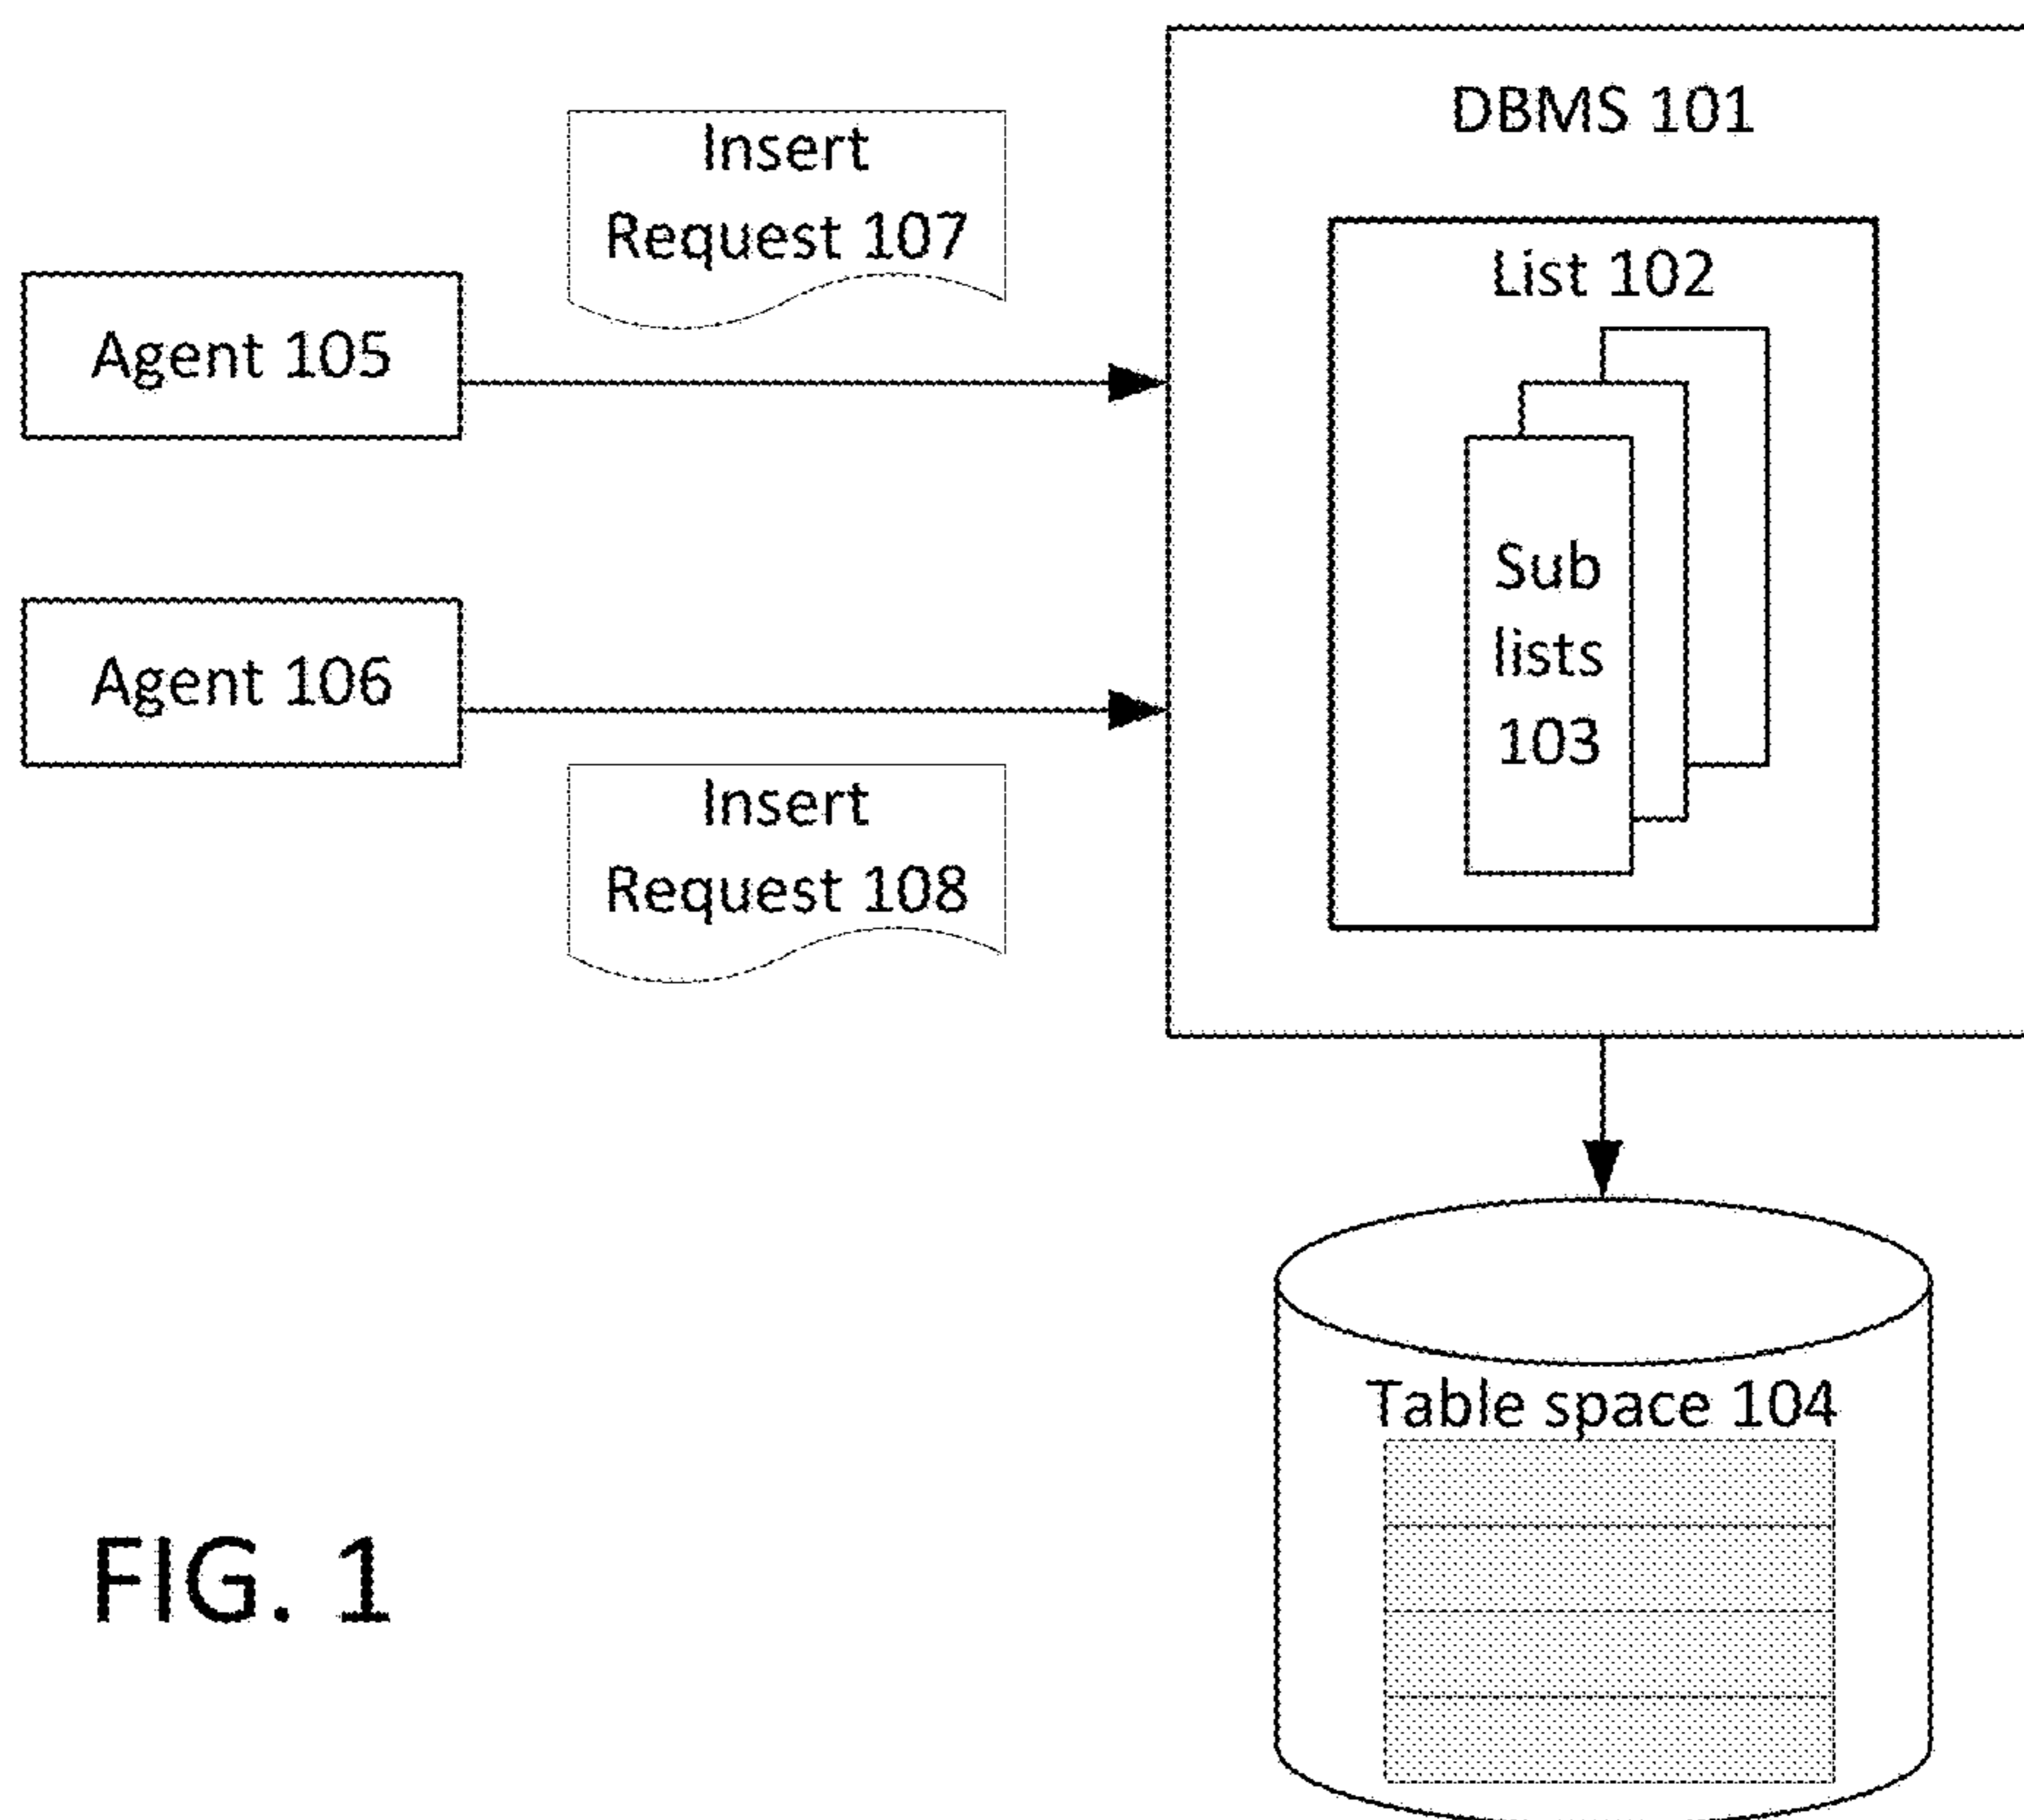 DBMS 101
Insert
Request 107
List 102
Agent 105
Sub
lists
103
Agent 106
Insert
Request 108
Table space 104
FIG. 1